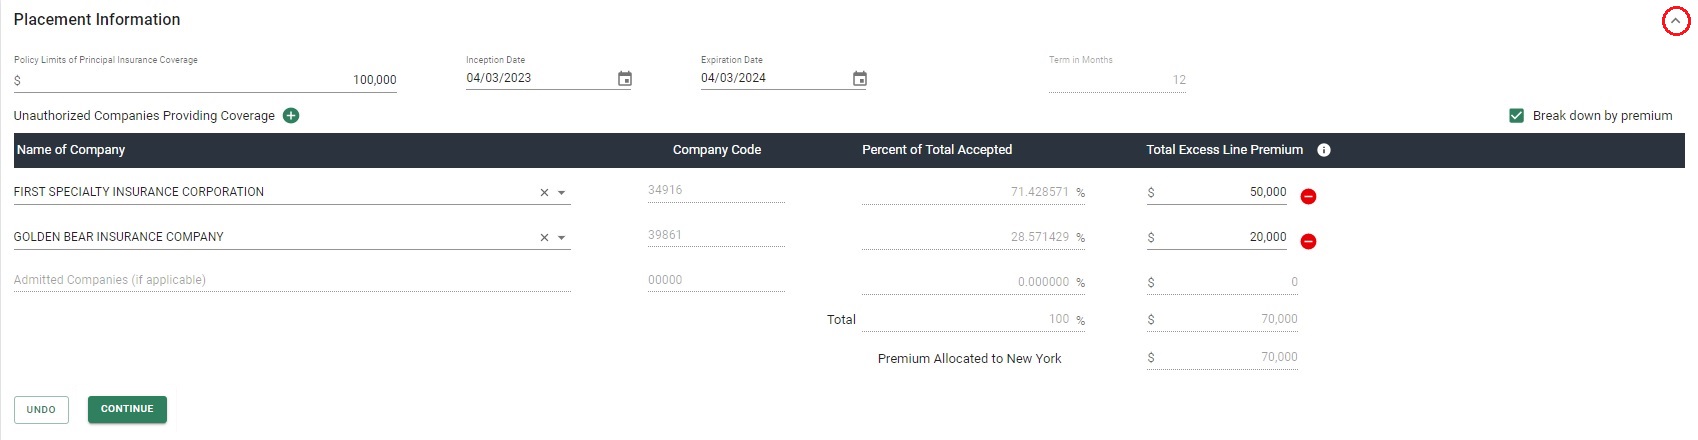 Placement Information
Policy Limits of Principal Insurance Coverage Inception Date Expiration Date Term in Months
$ 100,000 04/03/2023 04/03/2024 12
Unauthorized Companies Providing Coverage Break down by premium
Name of Company Company Code Percent of Total Accepted Total Excess Line Premium
FIRST SPECIALTY INSURANCE CORPORATION 34916 71.428571 % $ 50,000
GOLDEN BEAR INSURANCE COMPANY 39861 28.571429 % $ 20,000
Admitted Companies (if applicable) 00000 0.000000 % $ 0
Total 100 % $ 70,000
Premium Allocated to New York $ 70,000
UNDO CONTINUE